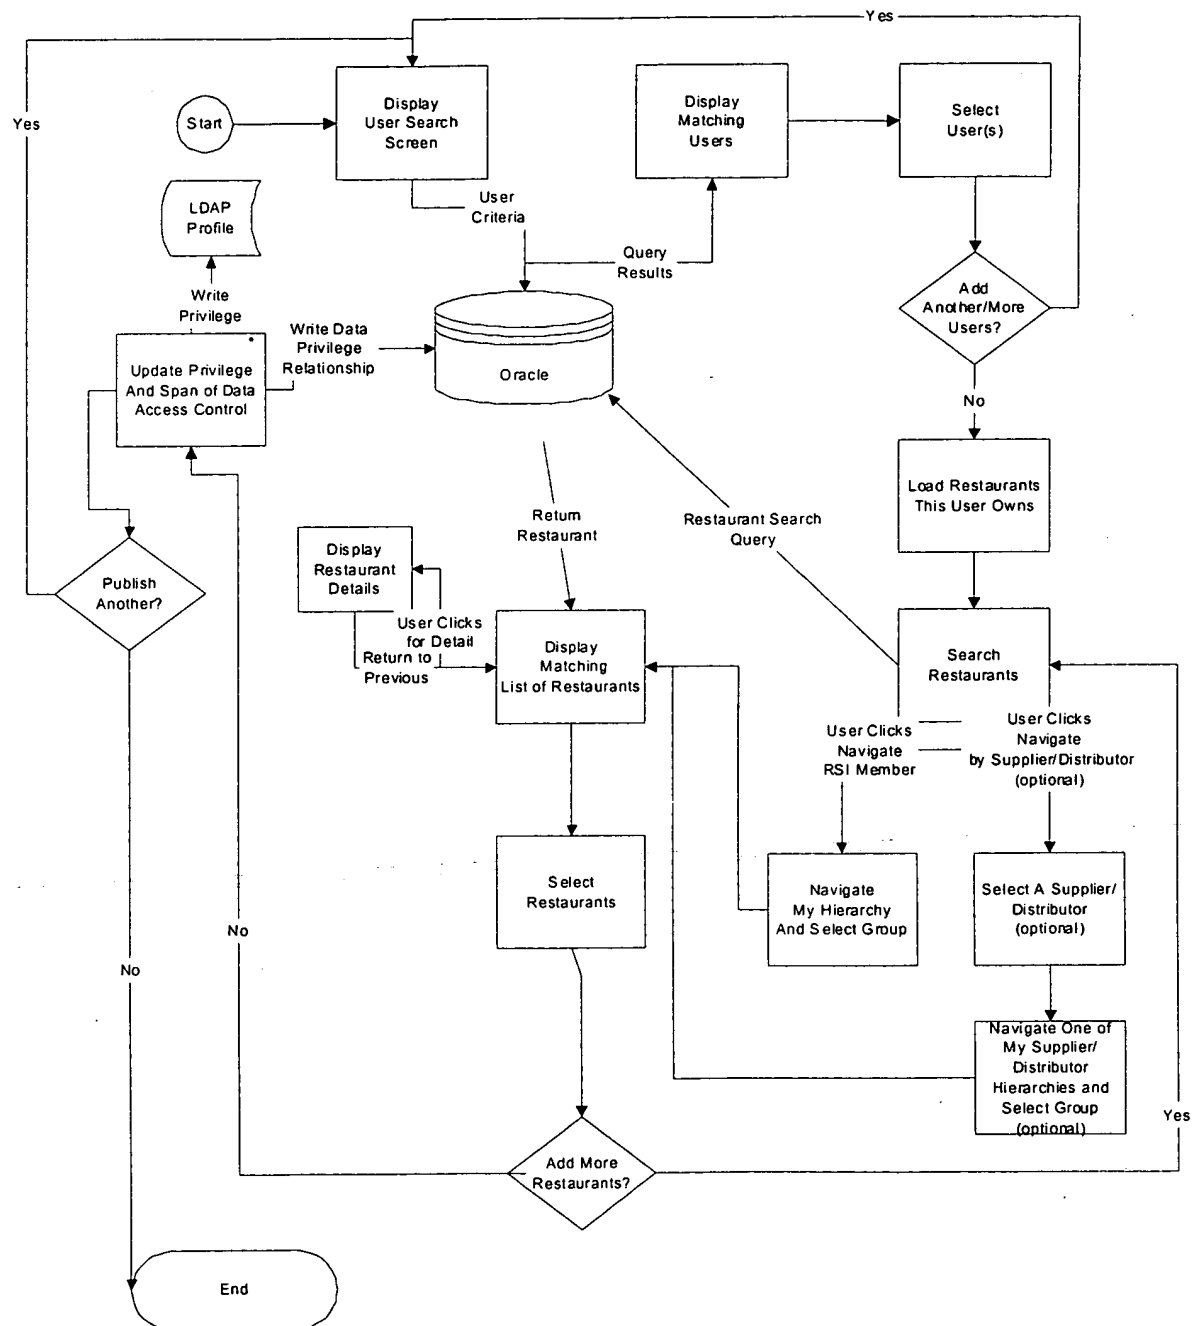 Yes
Yes
Start
Display
User Search
Screen
Display
Matching
Users
Select
User(s)
LDAP
Profile
User
Criteria
Query
Results
Write
Privilege
Add
Another/More
Users?
Write Data
Privilege
Relationship
Update Privilege
And Span of Data
Access Control
Oracle
No
Load Restaurants
This User Owns
Return
Restaurant
Restaurant Search
Query
Display
Restaurant
Details
Publish
Another?
User Clicks
for Detail
Return to
Previous
Display
Matching
List of Restaurants
Search
Restaurants
User Clicks
Navigate
RSI Member
User Clicks
Navigate
by Supplier/Distributor
(optional)
Select
Restaurants
Navigate
My Hierarchy
And Select Group
Select A Supplier/
Distributor
(optional)
No
No
Navigate One of
My Supplier/
Distributor
Hierarchies and
Select Group
(optional)
Yes
Add More
Restaurants?
End